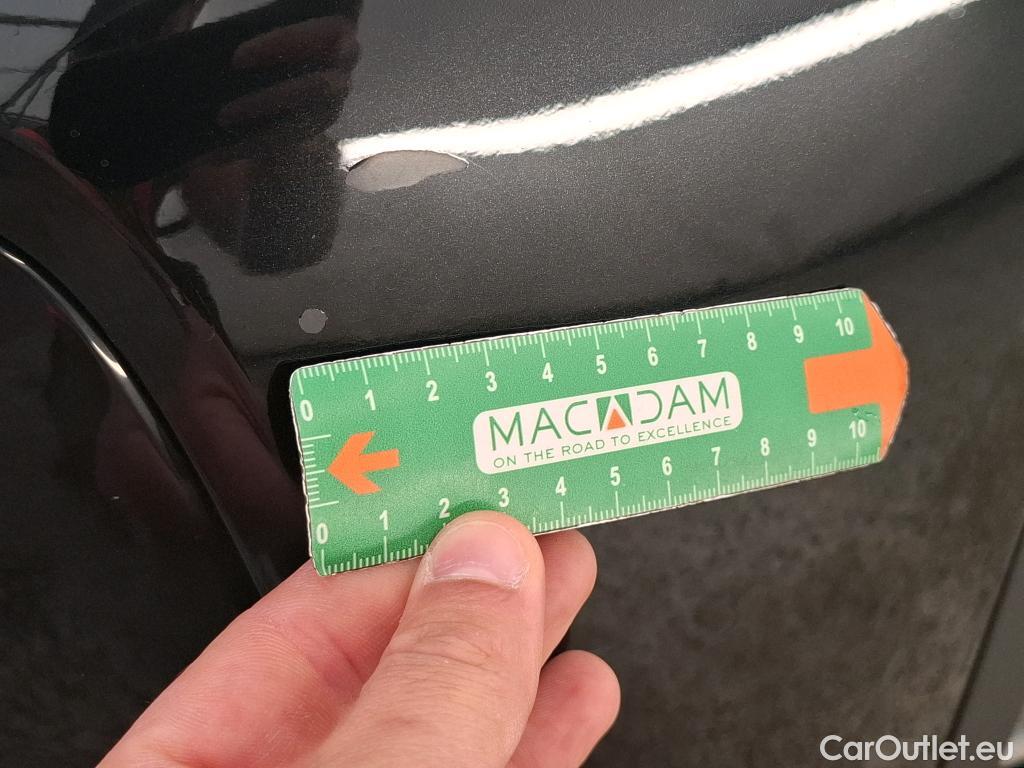 0 1 2 3 4 5 6 7 8 9 10
MACADAM
ON THE ROAD TO EXCELLENCE
0 1 2 3 4 5 6 7 8 9 10
CarOutlet.eu